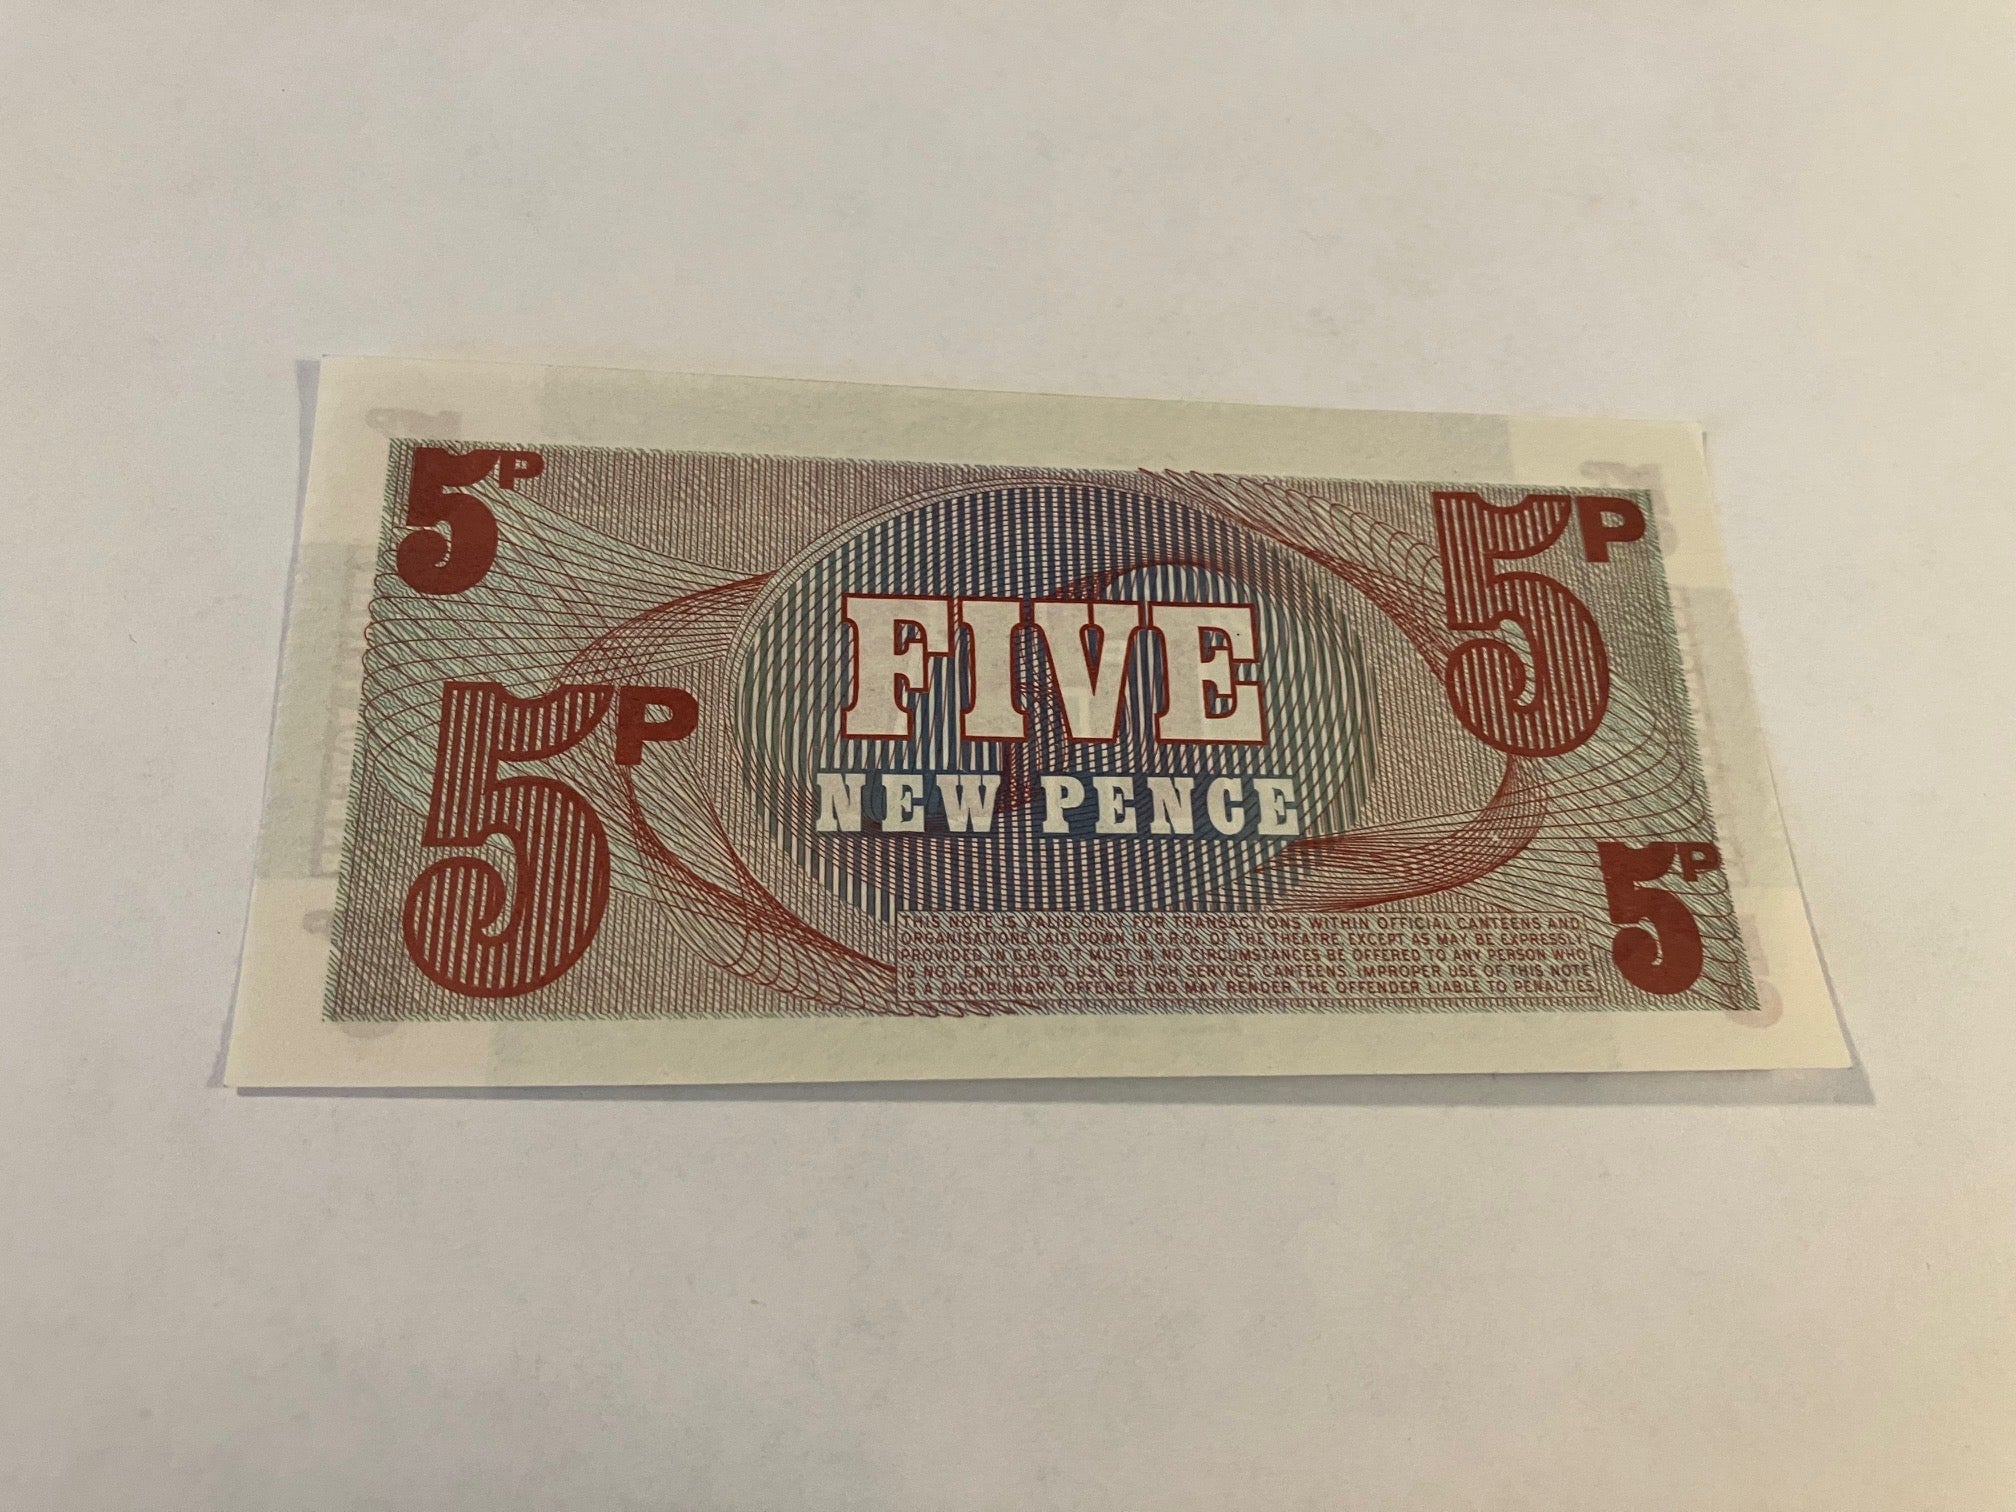 5P
5P
FIVE
5P
NEW PENCE
5P
THIS NOTE IS VALID ONLY FOR TRANSACTIONS WITHIN OFFICIAL CANTEENS AND
ORGANISATIONS LAID DOWN IN G.R.Os. OF THE THEATRE, EXCEPT AS MAY BE EXPRESSLY
PROVIDED IN G.R.Os. IT MUST IN NO CIRCUMSTANCES BE OFFERED TO ANY PERSON WHO
IS NOT ENTITLED TO USE BRITISH SERVICE CANTEENS. IMPROPER USE OF THIS NOTE
IS A DISCIPLINARY OFFENCE AND MAY RENDER THE OFFENDER LIABLE TO PENALTIES.